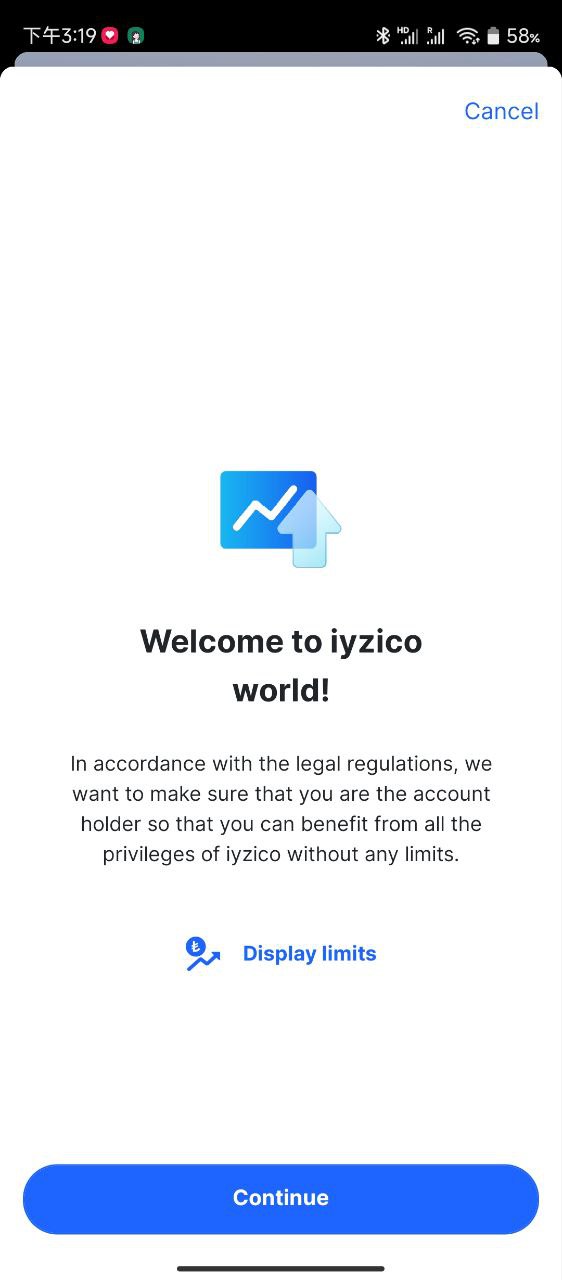 下午3:19
HD R 58%
Cancel
Welcome to iyzico
world!
In accordance with the legal regulations, we
want to make sure that you are the account
holder so that you can benefit from all the
privileges of iyzico without any limits.
₺ Display limits
Continue